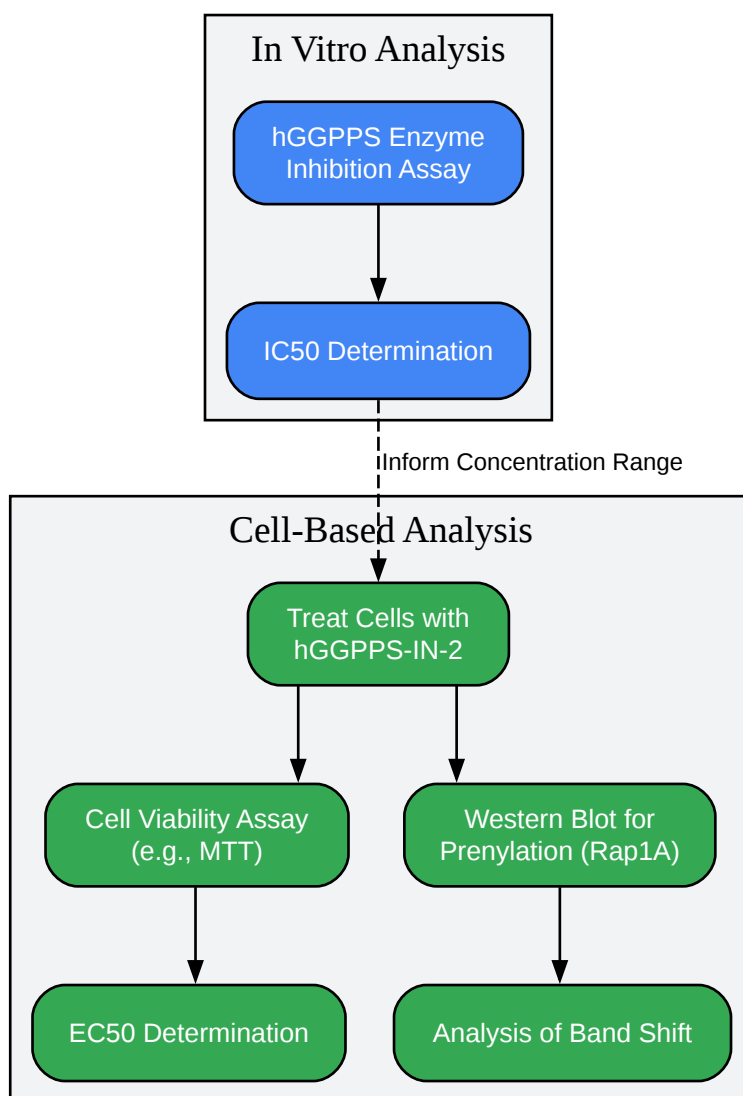 In Vitro Analysis
hGGPPS Enzyme
Inhibition Assay
IC50 Determination
Inform Concentration Range
Cell-Based Analysis
Treat Cells with
hGGPPS-IN-2
Cell Viability Assay
(e.g., MTT)
Western Blot for
Prenylation (Rap1A)
EC50 Determination
Analysis of Band Shift